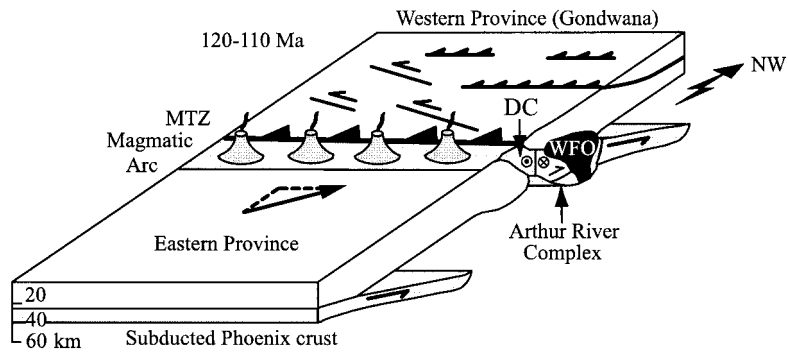 Western Province (Gondwana)
120-110 Ma
NW
DC
MTZ
Magmatic
Arc
WFO
Arthur River
Complex
Eastern Province
20
40
60 km
Subducted Phoenix crust